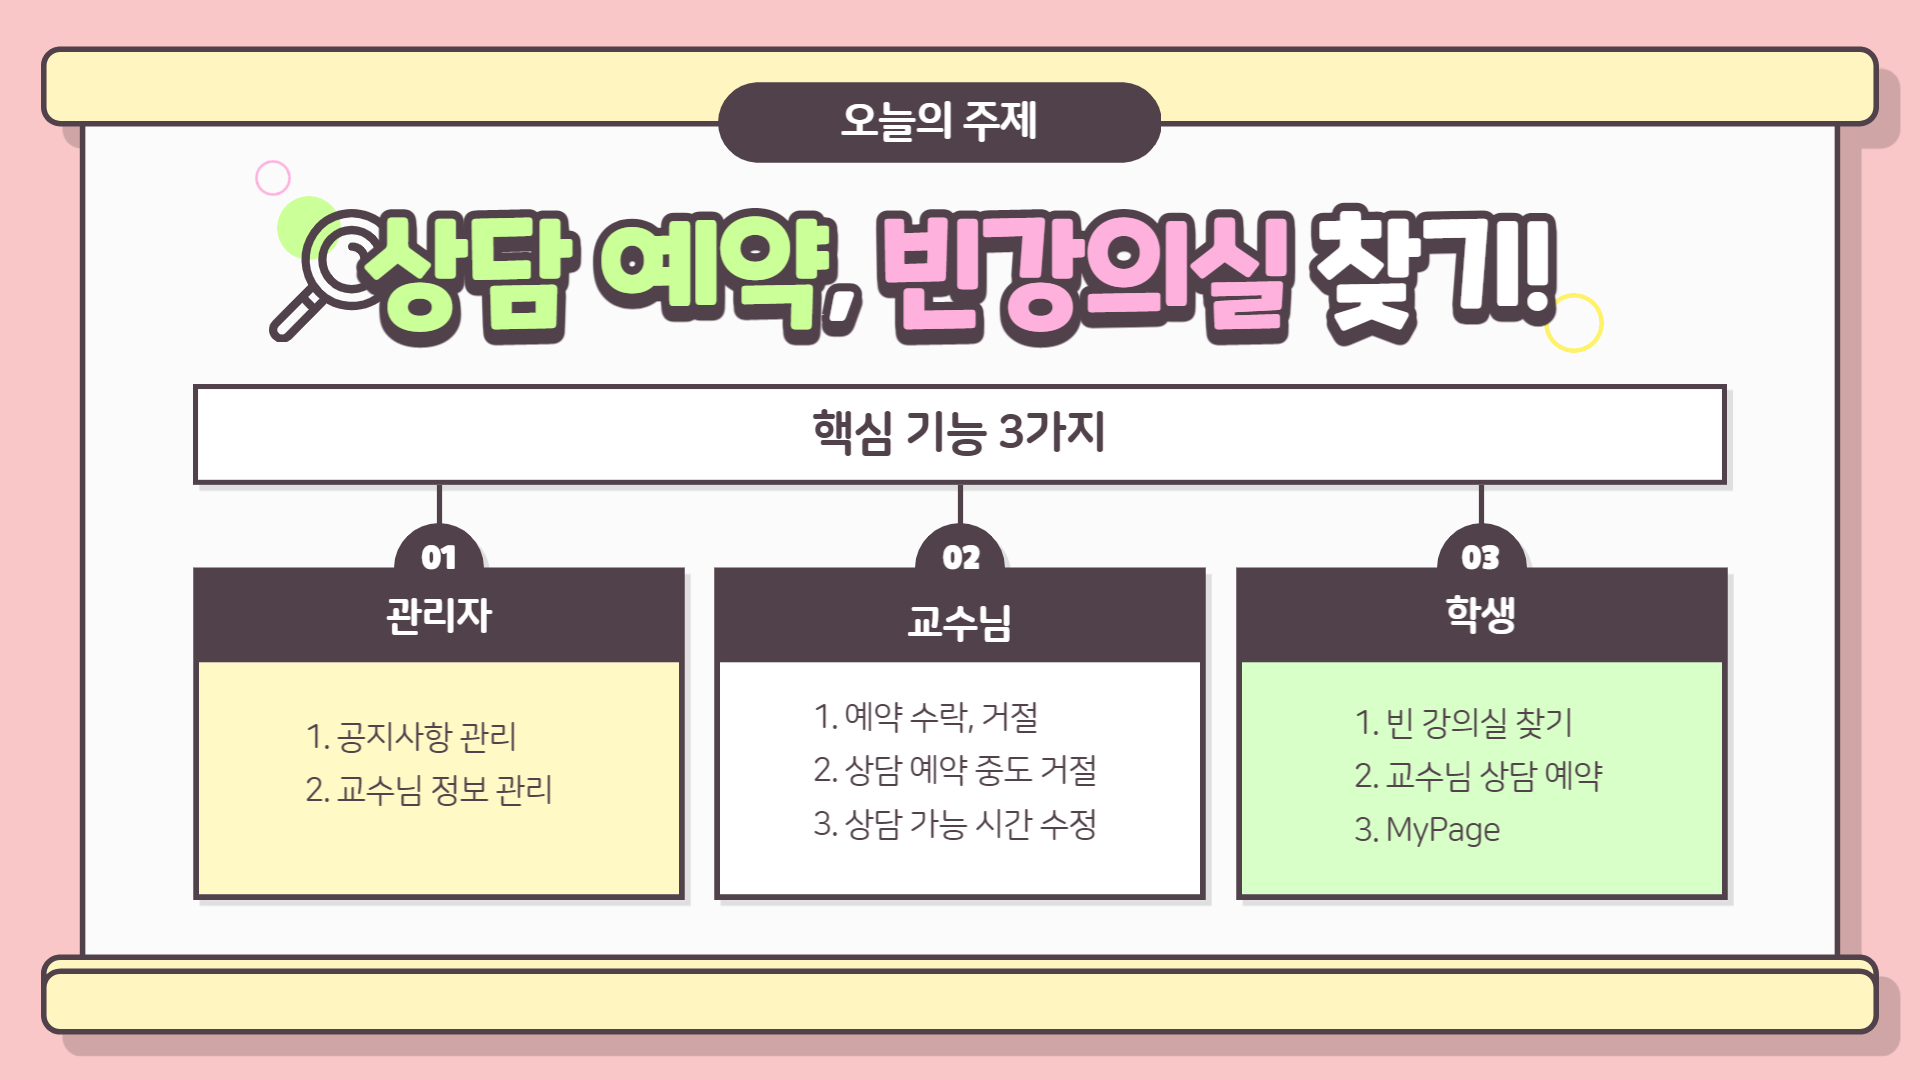 오늘의 주제
상담 예약, 빈강의실 찾기!
핵심 기능 3가지
01
관리자
1. 공지사항 관리
2. 교수님 정보 관리
02
교수님
1. 예약 수락, 거절
2. 상담 예약 중도 거절
3. 상담 가능 시간 수정
03
학생
1. 빈 강의실 찾기
2. 교수님 상담 예약
3. MyPage